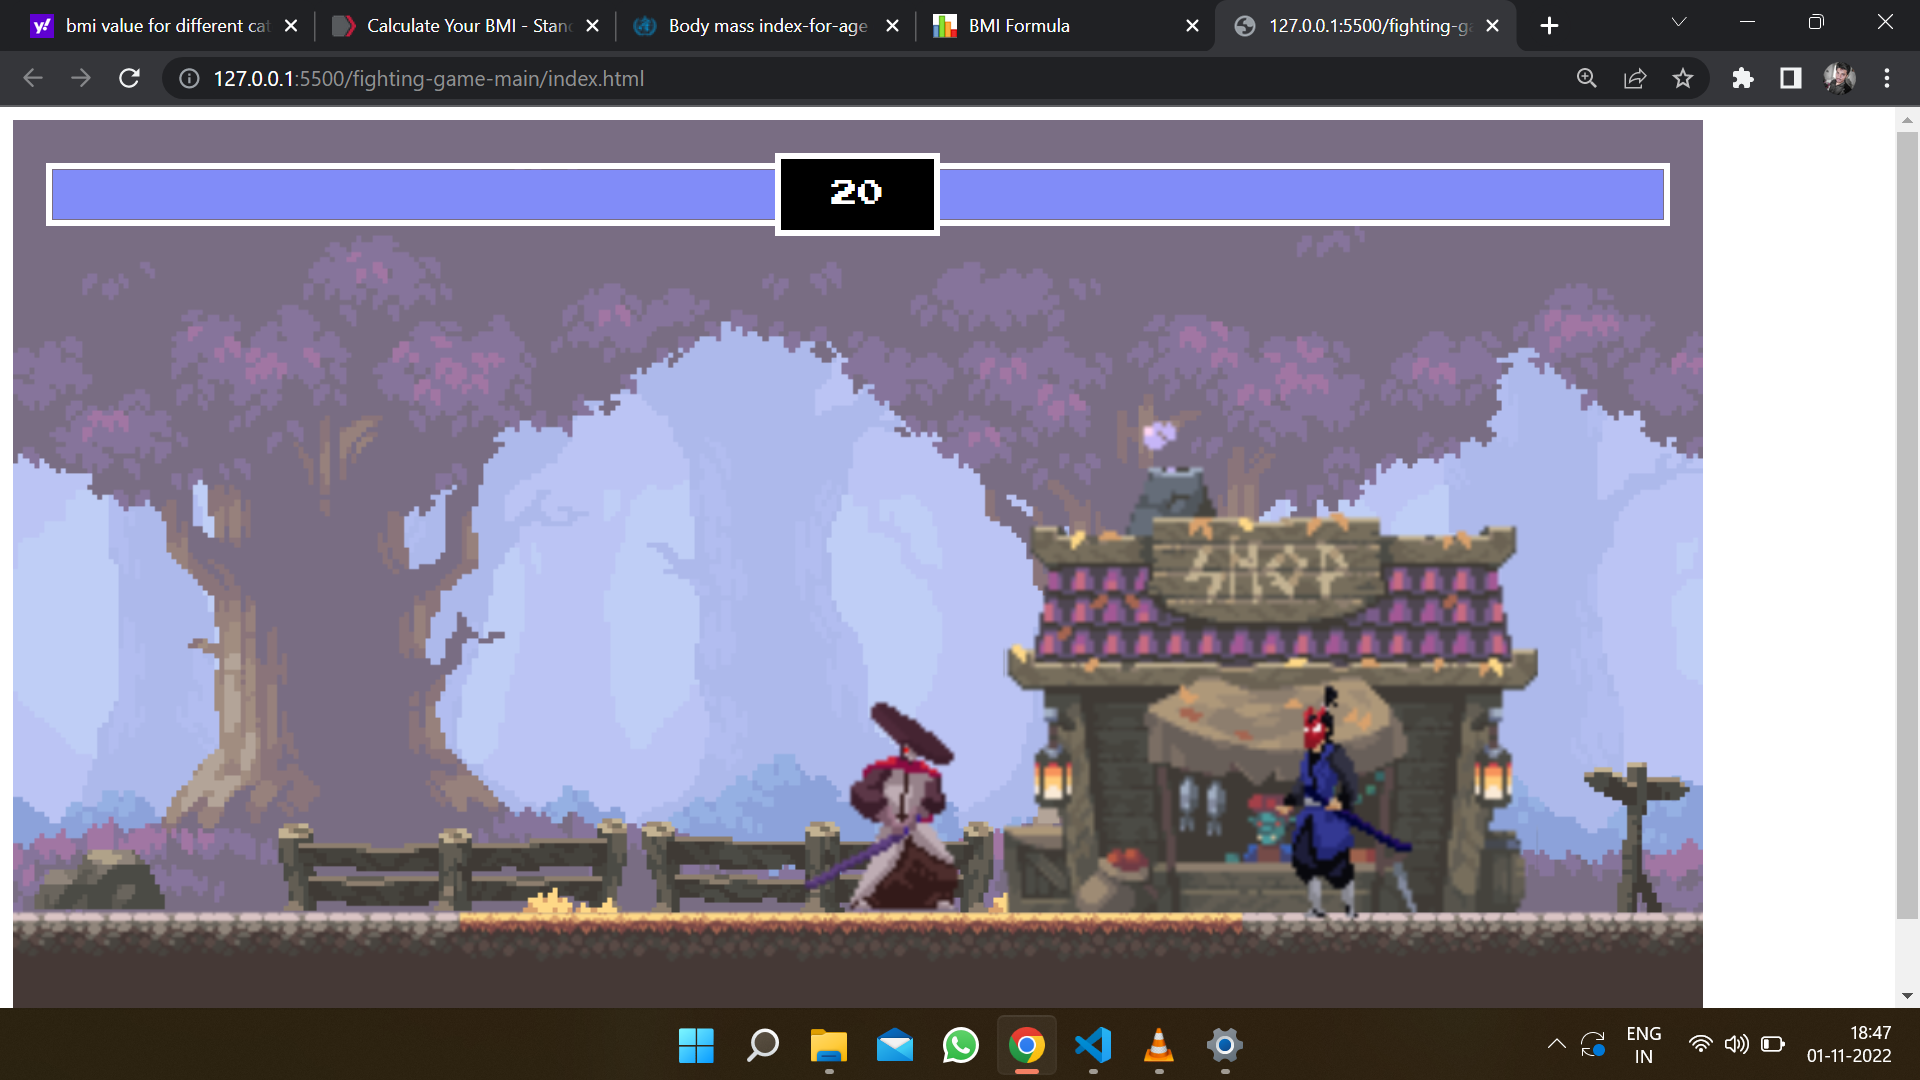 bmi value for different cat
Calculate Your BMI - Stanc
Body mass index-for-age
BMI Formula
127.0.0.1:5500/fighting-ga
127.0.0.1:5500/fighting-game-main/index.html
20
SHOP
ENG
IN
18:47
01-11-2022